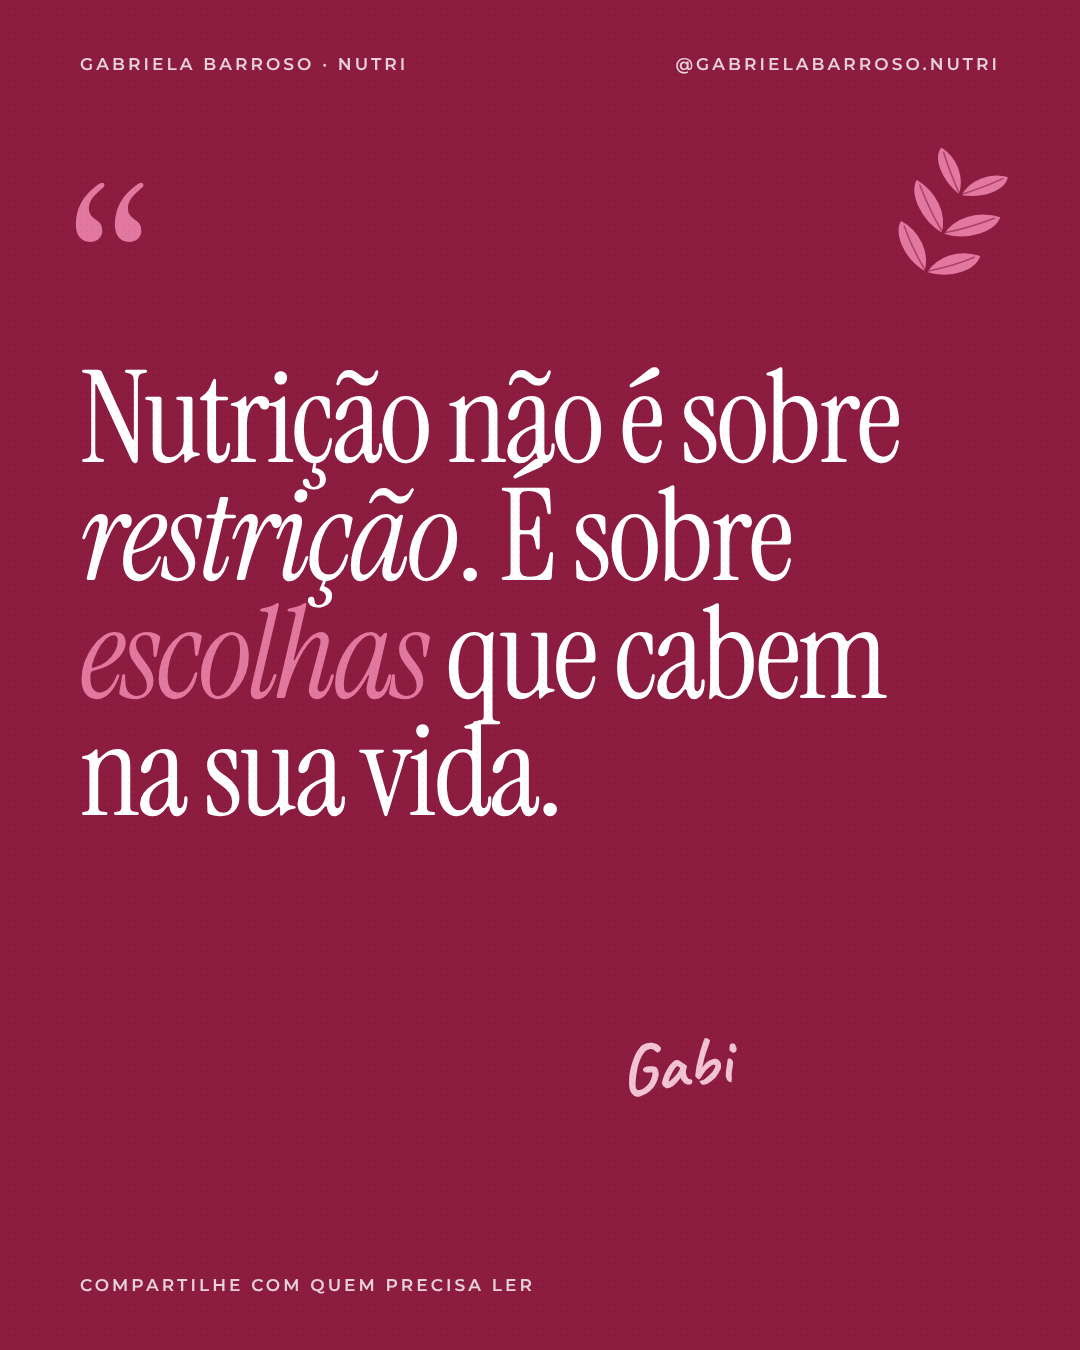 GABRIELA BARROSO · NUTRI
@GABRIELABARROSO.NUTRI
“
Nutrição não é sobre
restrição. É sobre
escolhas que cabem
na sua vida.
Gabi
COMPARTILHE COM QUEM PRECISA LER